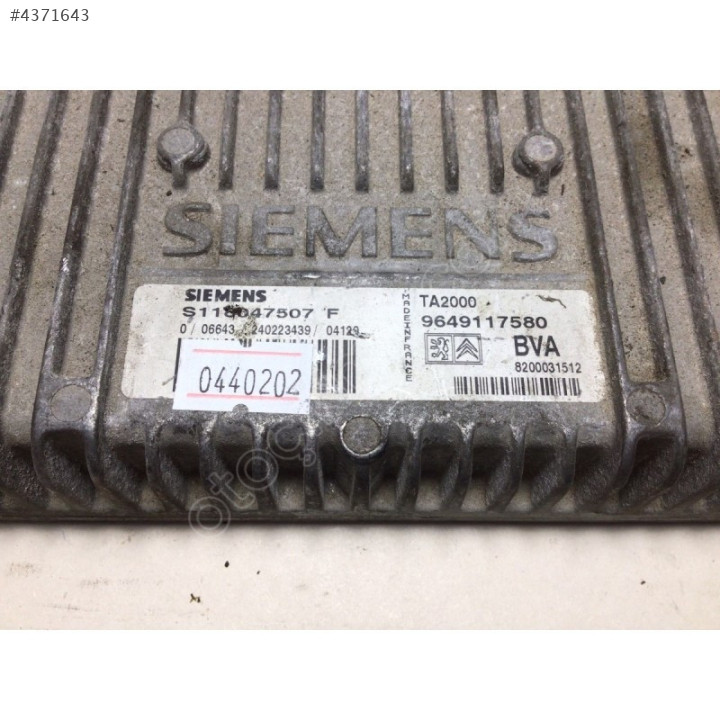 #4371643
SIEMENS
SIEMENS
S118047507 F
0 / 06643 240223439 / 04129
0440202
MADE IN FRANCE
TA2000
9649117580
BVA
8200031512